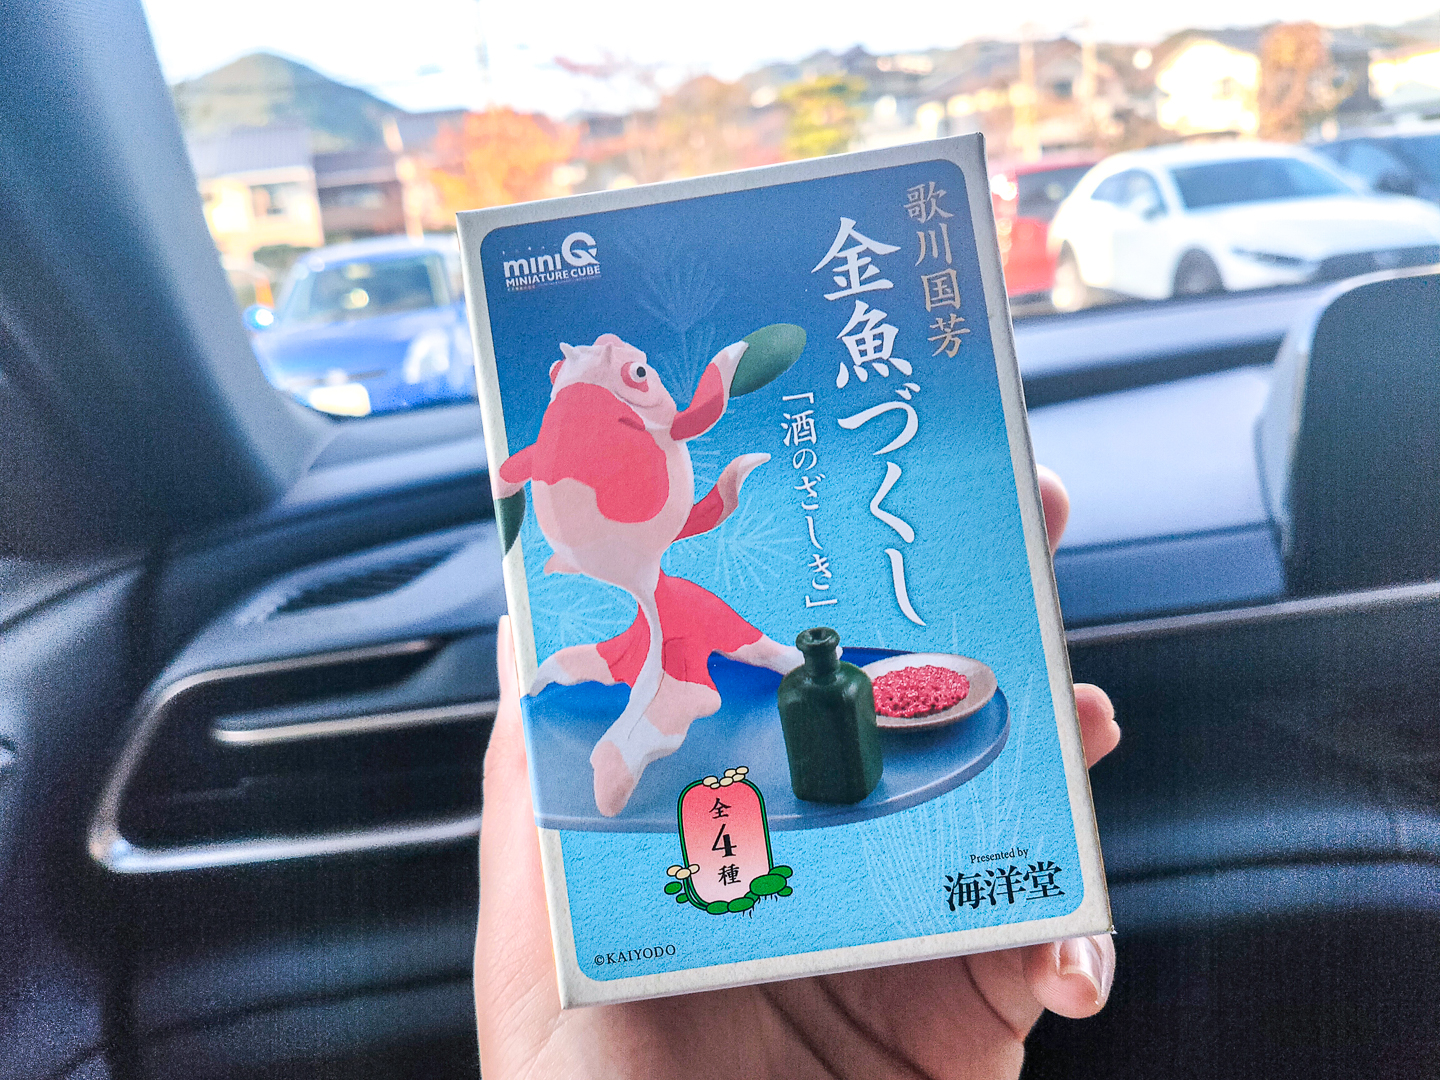 miniQ
MINIATURE CUBE
歌川国芳
金魚づくし
「酒のざしき」
全4種
Presented by
海洋堂
©KAIYODO